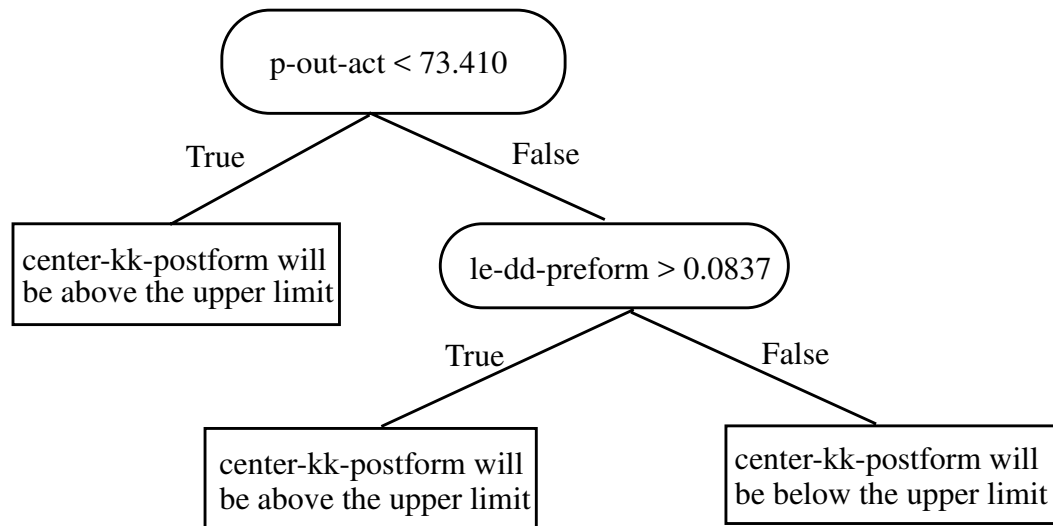 p-out-act < 73.410
True
False
center-kk-postform will
be above the upper limit
le-dd-preform > 0.0837
True
False
center-kk-postform will
be above the upper limit
center-kk-postform will
be below the upper limit